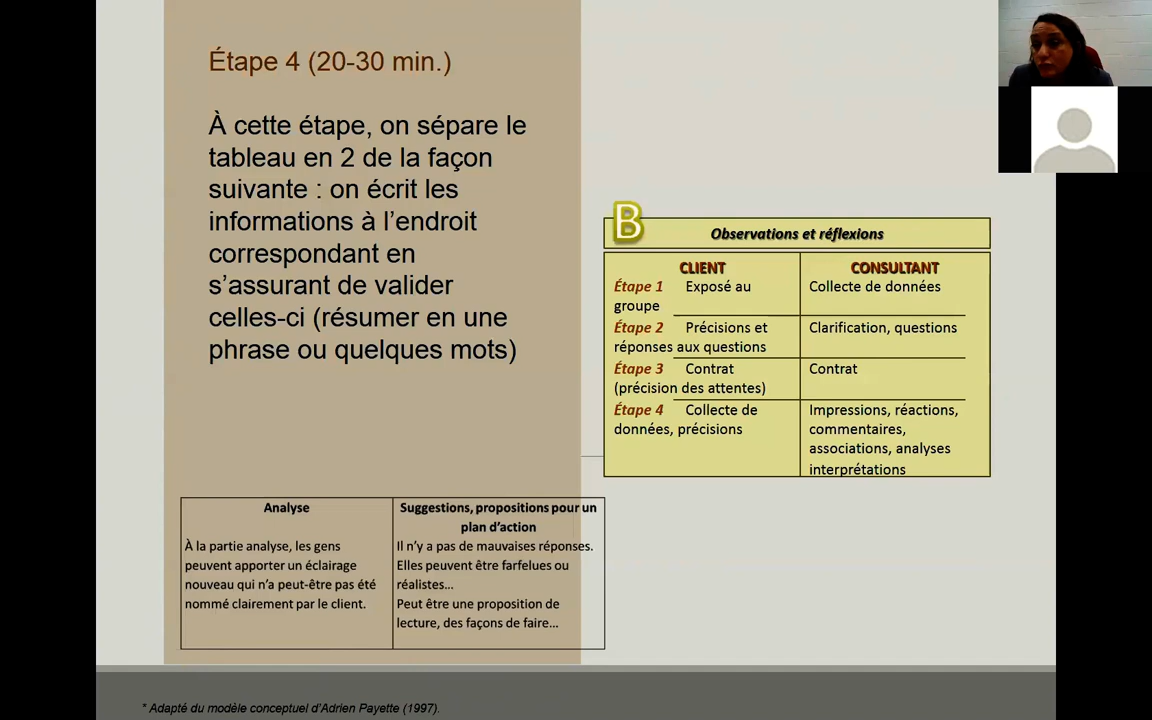 Étape 4 (20-30 min.)
À cette étape, on sépare le
tableau en 2 de la façon
suivante : on écrit les
informations à l'endroit
correspondant en
s'assurant de valider
celles-ci (résumer en une
phrase ou quelques mots)
B
Observations et réflexions
CLIENT
Étape 1 Exposé au
groupe
Étape 2 Précisions et
réponses aux questions
Étape 3 Contrat
(précision des attentes)
Étape 4 Collecte de
données, précisions
CONSULTANT
Collecte de données
Clarification, questions
Contrat
Impressions, réactions,
commentaires,
associations, analyses
interprétations
Analyse
À la partie analyse, les gens
peuvent apporter un éclairage
nouveau qui n'a peut-être pas été
nommé clairement par le client.
Suggestions, propositions pour un
plan d'action
Il n'y a pas de mauvaises réponses.
Elles peuvent être farfelues ou
réalistes…
Peut être une proposition de
lecture, des façons de faire…
* Adapté du modèle conceptuel d'Adrien Payette (1997).